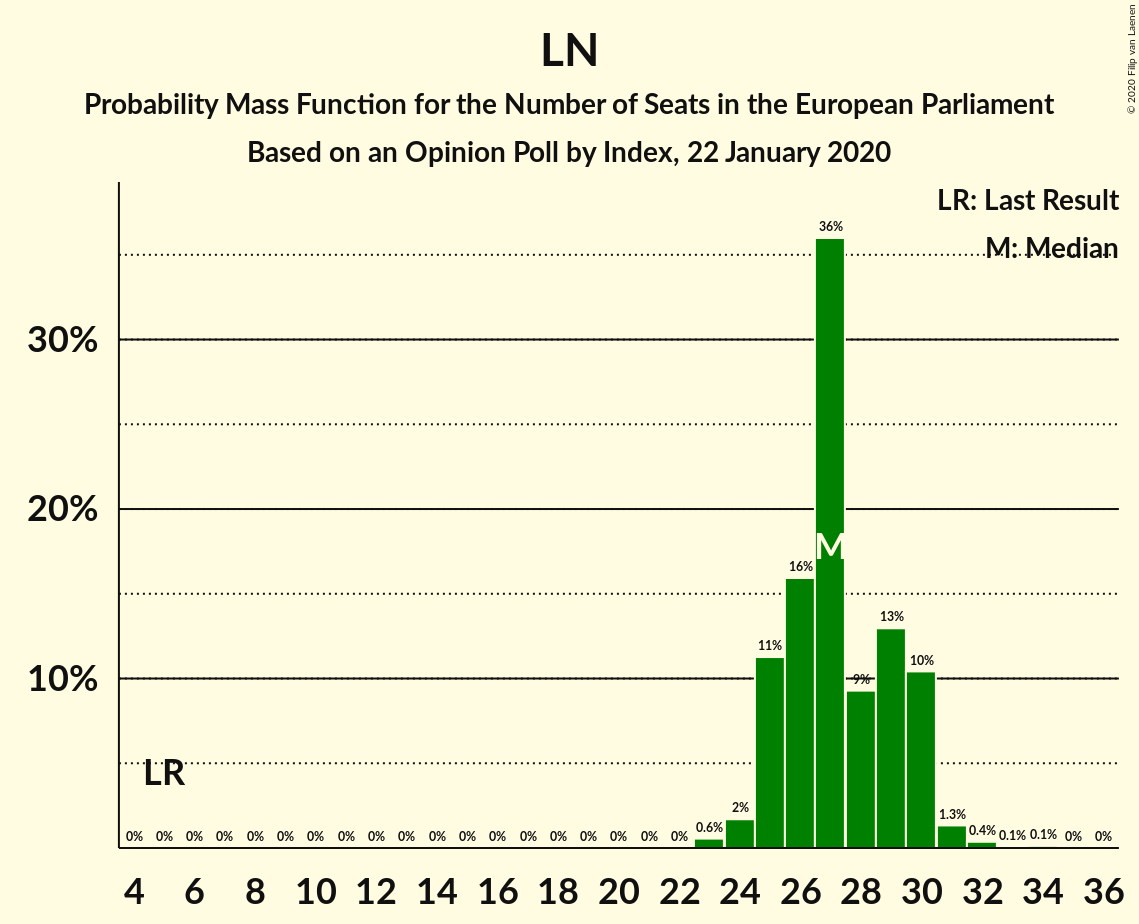 LN
Probability Mass Function for the Number of Seats in the European Parliament
Based on an Opinion Poll by Index, 22 January 2020
© 2020 Filip van Laenen
LR: Last Result
M: Median
30%
20%
10%
36%
M
16%
13%
11%
10%
9%
LR
2%
1.3%
0% 0% 0% 0% 0% 0% 0% 0% 0% 0% 0% 0% 0% 0% 0% 0% 0% 0% 0% 0.6% 0.4% 0.1% 0.1% 0% 0%
4 6 8 10 12 14 16 18 20 22 24 26 28 30 32 34 36